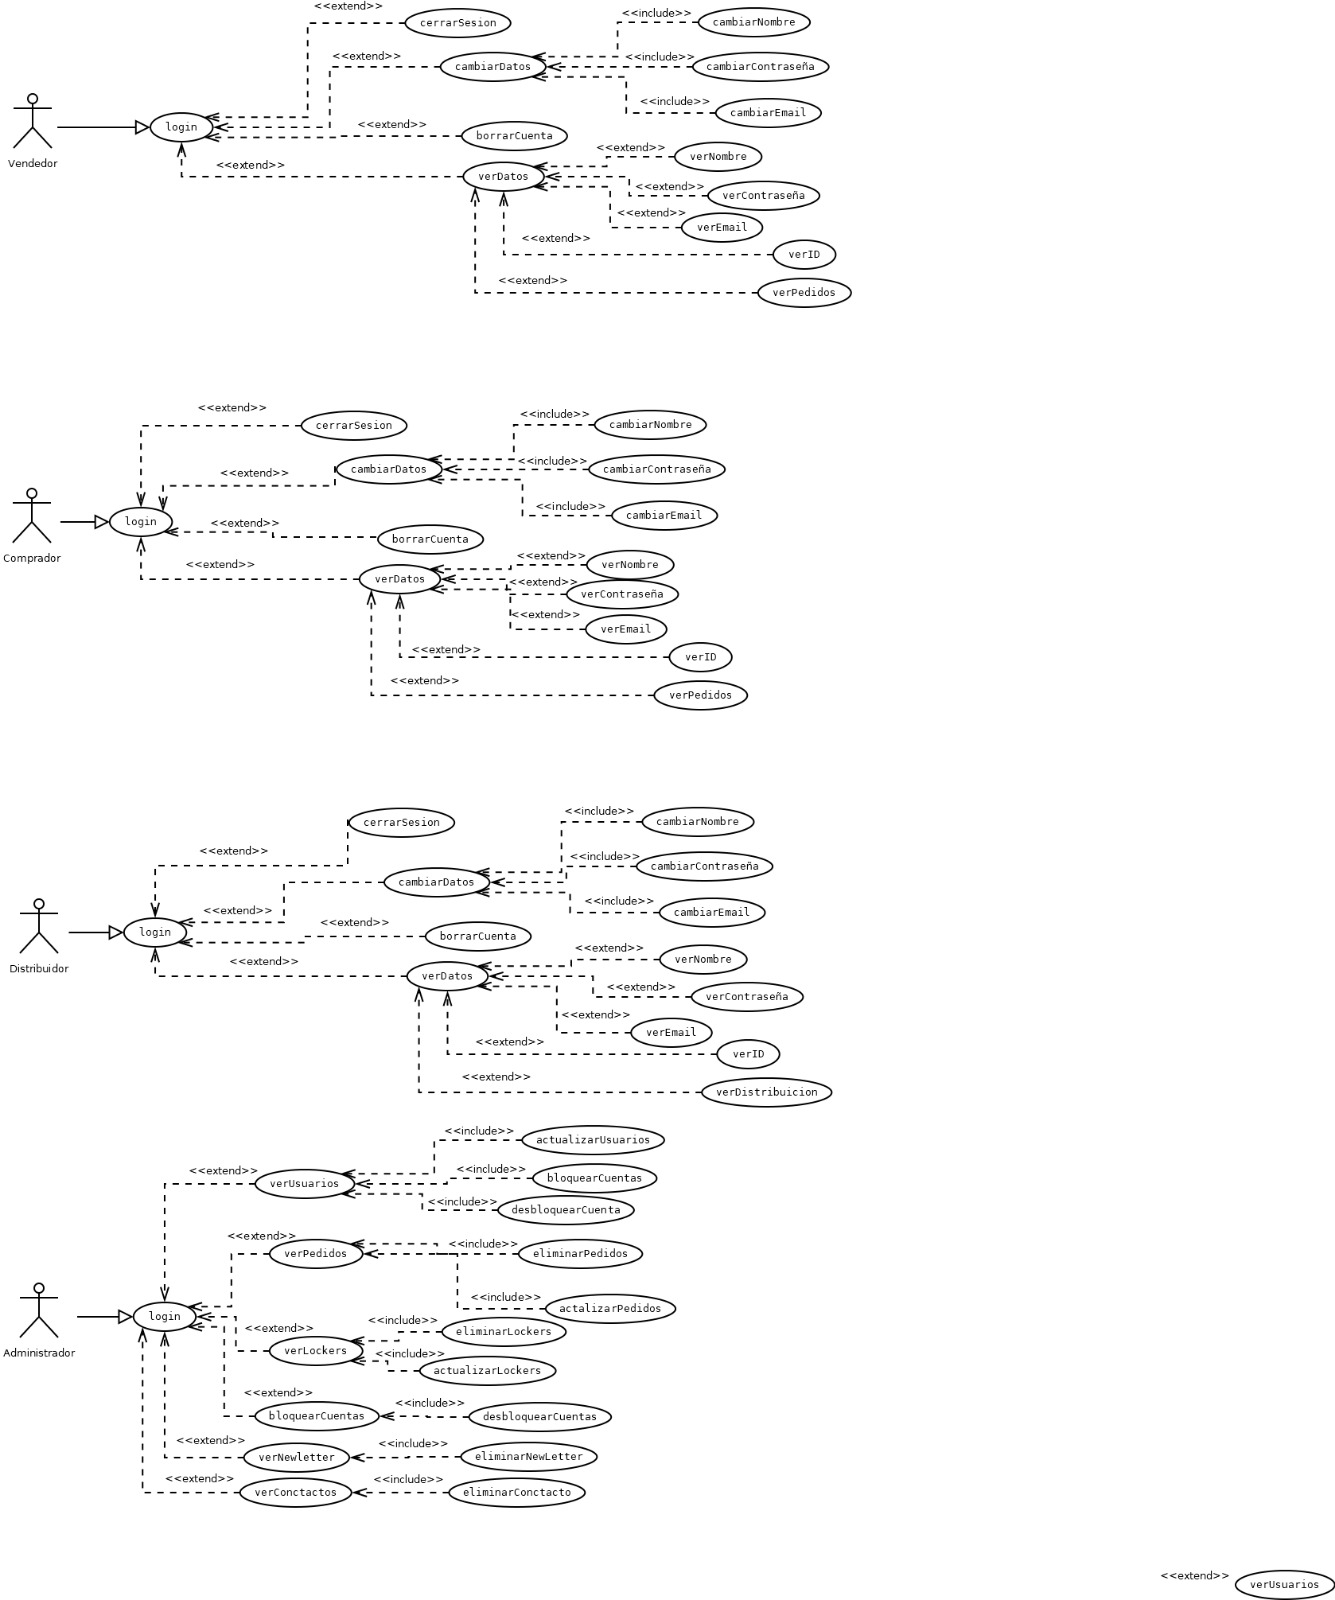 <<extend>>
cerrarSesion
<<include>>
cambiarNombre
<<extend>>
cambiarDatos
<<include>>
cambiarContraseña
<<include>>
cambiarEmail
login
<<extend>>
borrarCuenta
Vendedor
<<extend>>
verDatos
<<extend>>
verNombre
<<extend>>
verContraseña
<<extend>>
verEmail
<<extend>>
verID
<<extend>>
verPedidos
<<extend>>
cerrarSesion
<<include>>
cambiarNombre
<<extend>>
cambiarDatos
<<include>>
cambiarContraseña
<<include>>
cambiarEmail
login
<<extend>>
borrarCuenta
Comprador
<<extend>>
verDatos
<<extend>>
verNombre
<<extend>>
verContraseña
<<extend>>
verEmail
<<extend>>
verID
<<extend>>
verPedidos
<<extend>>
cerrarSesion
<<include>>
cambiarNombre
<<extend>>
cambiarDatos
<<include>>
cambiarContraseña
<<include>>
cambiarEmail
login
<<extend>>
borrarCuenta
Distribuidor
<<extend>>
verDatos
<<extend>>
verNombre
<<extend>>
verContraseña
<<extend>>
verEmail
<<extend>>
verID
<<extend>>
verDistribuicion
<<include>>
actualizarUsuarios
<<extend>>
verUsuarios
<<include>>
bloquearCuentas
<<include>>
desbloquearCuenta
<<extend>>
verPedidos
<<include>>
eliminarPedidos
<<include>>
actalizarPedidos
login
Administrador
<<extend>>
verLockers
<<include>>
eliminarLockers
<<include>>
actualizarLockers
<<extend>>
bloquearCuentas
<<include>>
desbloquearCuentas
<<extend>>
verNewletter
<<include>>
eliminarNewLetter
<<extend>>
verConctactos
<<include>>
eliminarConctacto
<<extend>>
verUsuarios